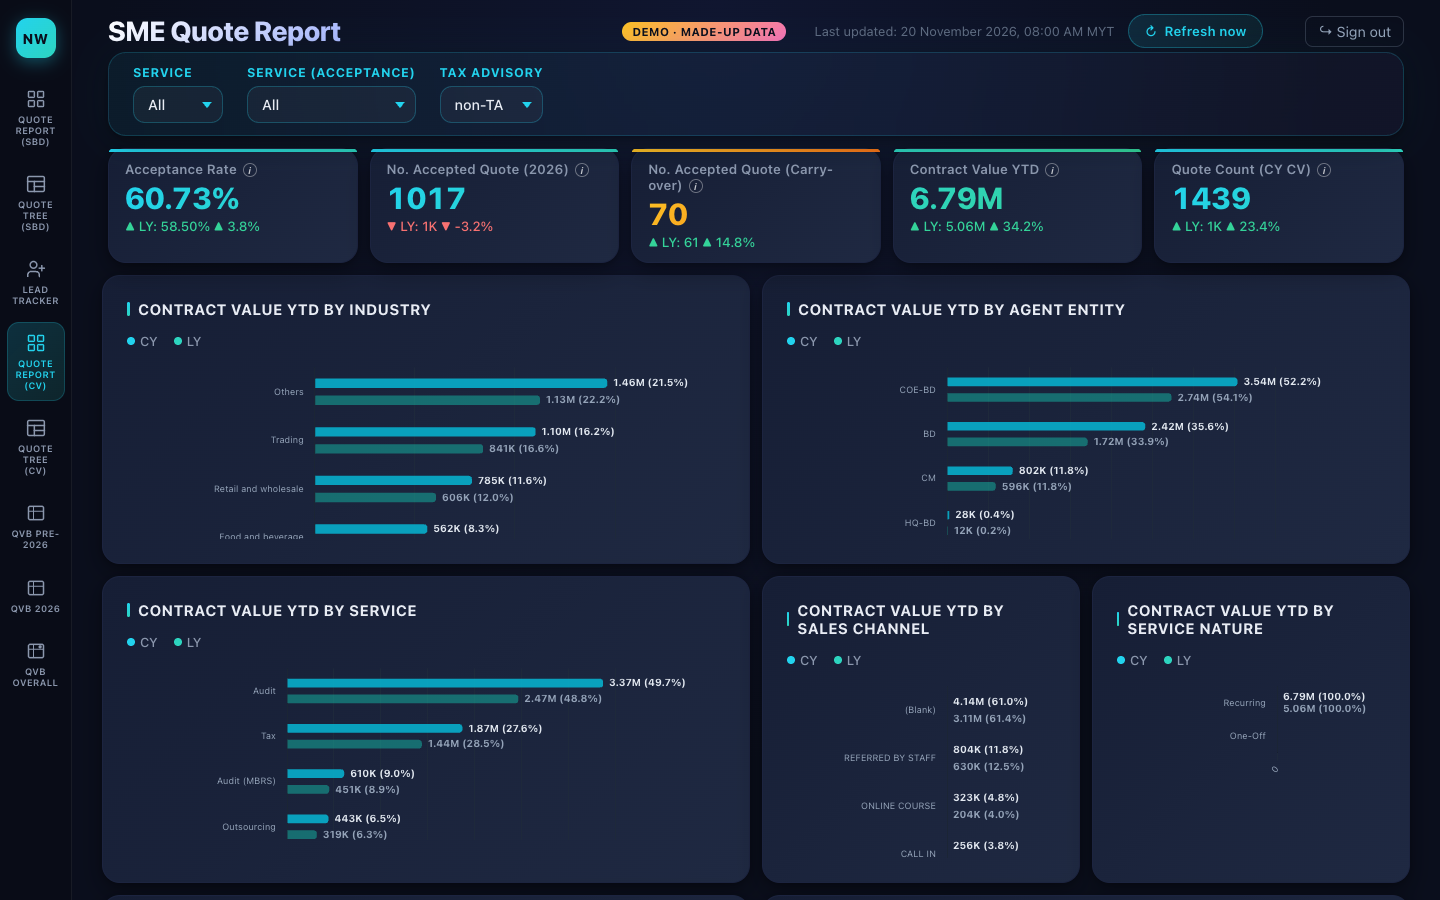 NW
SME Quote Report
DEMO · MADE-UP DATA
Last updated: 20 November 2026, 08:00 AM MYT
↻ Refresh now
↪ Sign out
QUOTE
REPORT
(SBD)
QUOTE
TREE
(SBD)
LEAD
TRACKER
QUOTE
REPORT
(CV)
QUOTE
TREE
(CV)
QVB PRE-
2026
QVB 2026
QVB
OVERALL
SERVICE
All
SERVICE (ACCEPTANCE)
All
TAX ADVISORY
non-TA
Acceptance Rate i
60.73%
▲ LY: 58.50% ▲ 3.8%
No. Accepted Quote (2026) i
1017
▼ LY: 1K ▼ -3.2%
No. Accepted Quote (Carry-
over) i
70
▲ LY: 61 ▲ 14.8%
Contract Value YTD i
6.79M
▲ LY: 5.06M ▲ 34.2%
Quote Count (CY CV) i
1439
▲ LY: 1K ▲ 23.4%
CONTRACT VALUE YTD BY INDUSTRY
CY LY
Others
1.46M (21.5%)
1.13M (22.2%)
Trading
1.10M (16.2%)
841K (16.6%)
Retail and wholesale
785K (11.6%)
606K (12.0%)
Food and beverage
562K (8.3%)
CONTRACT VALUE YTD BY AGENT ENTITY
CY LY
COE-BD
3.54M (52.2%)
2.74M (54.1%)
BD
2.42M (35.6%)
1.72M (33.9%)
CM
802K (11.8%)
596K (11.8%)
HQ-BD
28K (0.4%)
12K (0.2%)
CONTRACT VALUE YTD BY SERVICE
CY LY
Audit
3.37M (49.7%)
2.47M (48.8%)
Tax
1.87M (27.6%)
1.44M (28.5%)
Audit (MBRS)
610K (9.0%)
451K (8.9%)
Outsourcing
443K (6.5%)
319K (6.3%)
CONTRACT VALUE YTD BY
SALES CHANNEL
CY LY
(Blank)
4.14M (61.0%)
3.11M (61.4%)
REFERRED BY STAFF
804K (11.8%)
630K (12.5%)
ONLINE COURSE
323K (4.8%)
204K (4.0%)
CALL IN
256K (3.8%)
CONTRACT VALUE YTD BY
SERVICE NATURE
CY LY
Recurring
6.79M (100.0%)
5.06M (100.0%)
One-Off
0